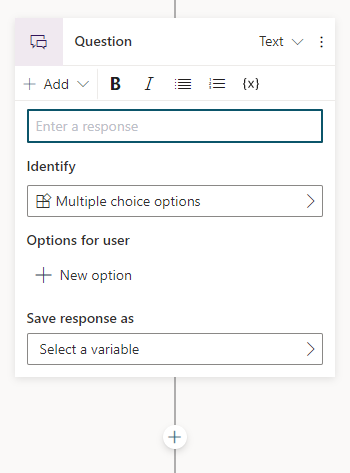 Question Text
Add B I {x}
Enter a response
Identify
Multiple choice options
Options for user
New option
Save response as
Select a variable